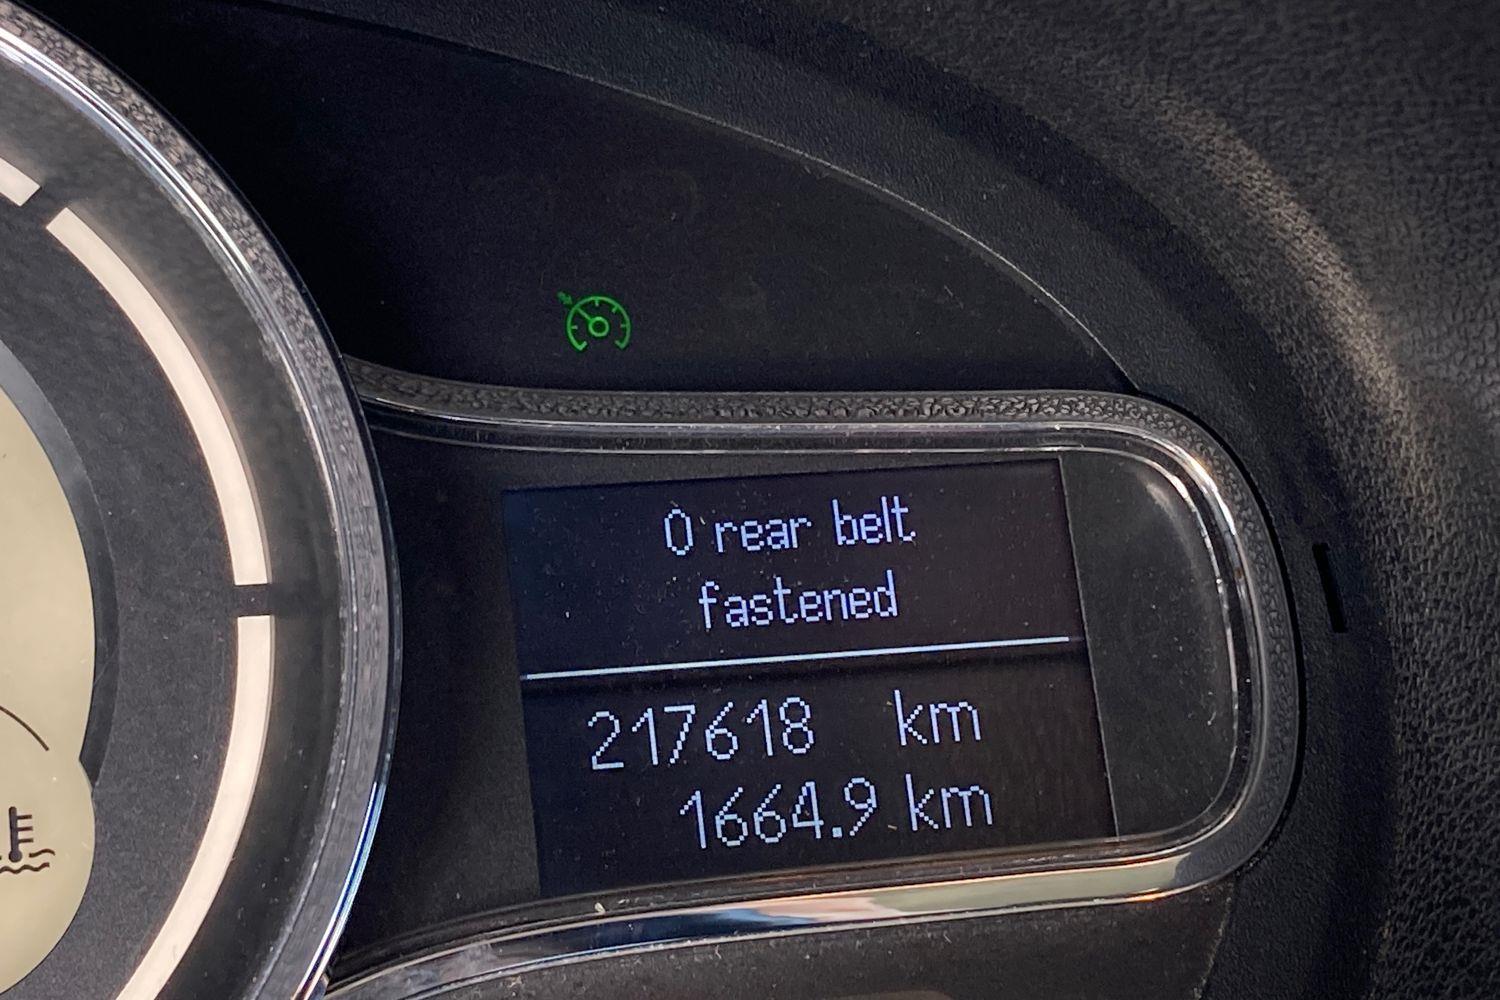 0 rear belt
fastened
217618 km
1664.9 km